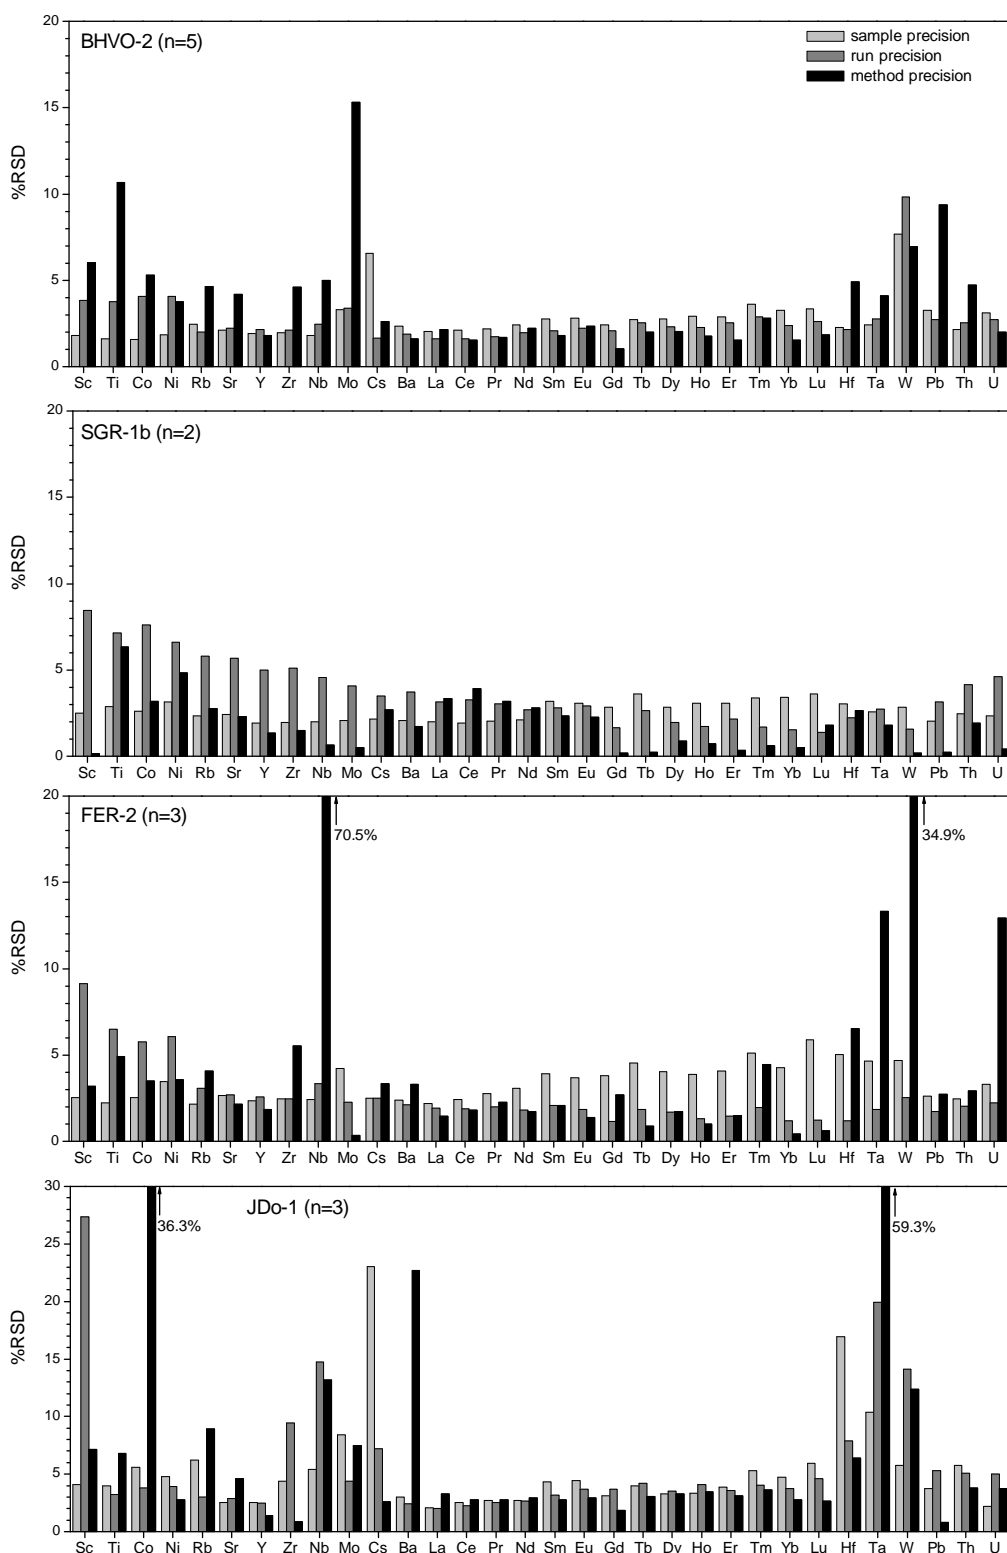 20
BHVO-2 (n=5)
sample precision
run precision
method precision
15
%RSD
10
5
0
Sc Ti Co Ni Rb Sr Y Zr Nb Mo Cs Ba La Ce Pr Nd Sm Eu Gd Tb Dy Ho Er Tm Yb Lu Hf Ta W Pb Th U
20
SGR-1b (n=2)
15
%RSD
10
5
0
Sc Ti Co Ni Rb Sr Y Zr Nb Mo Cs Ba La Ce Pr Nd Sm Eu Gd Tb Dy Ho Er Tm Yb Lu Hf Ta W Pb Th U
20
FER-2 (n=3)
70.5%
34.9%
15
%RSD
10
5
0
Sc Ti Co Ni Rb Sr Y Zr Nb Mo Cs Ba La Ce Pr Nd Sm Eu Gd Tb Dy Ho Er Tm Yb Lu Hf Ta W Pb Th U
30
JDo-1 (n=3)
36.3%
59.3%
25
20
%RSD
15
10
5
0
Sc Ti Co Ni Rb Sr Y Zr Nb Mo Cs Ba La Ce Pr Nd Sm Eu Gd Tb Dy Ho Er Tm Yb Lu Hf Ta W Pb Th U